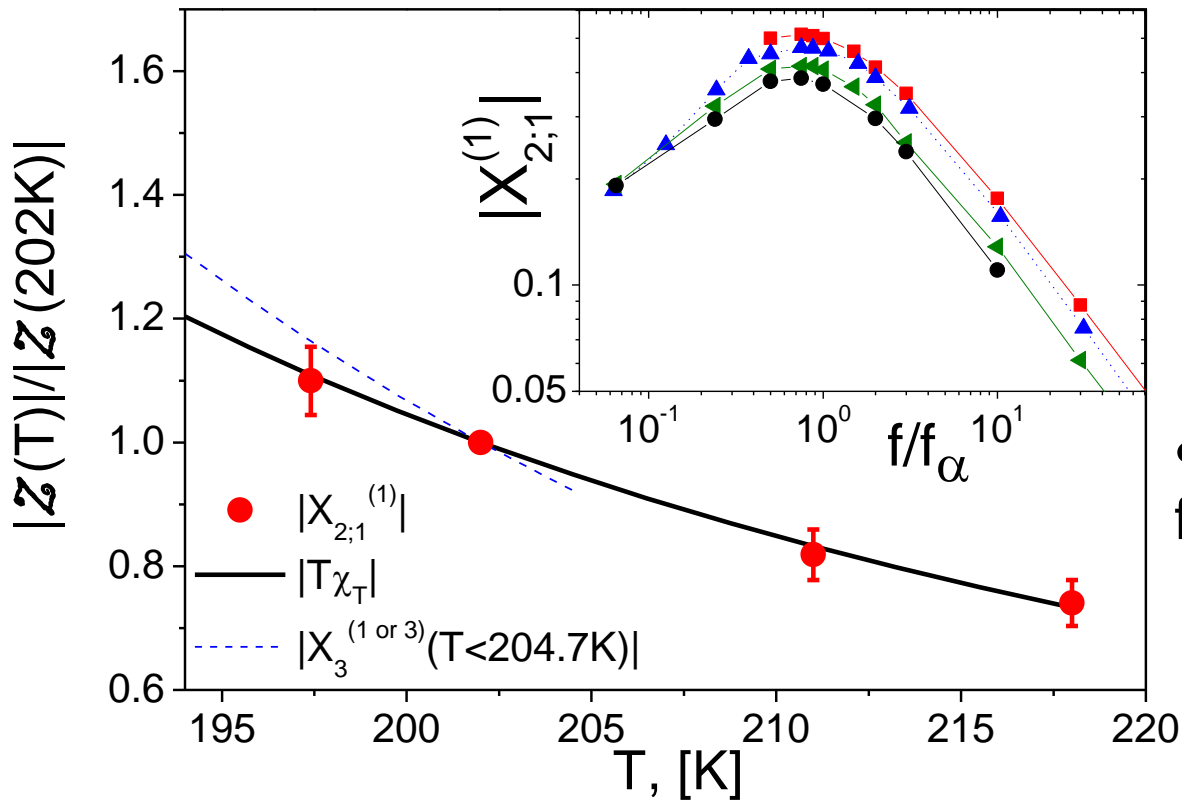 |𝒵(T)|/|𝒵(202K)|
1.6
1.4
1.2
1.0
0.8
0.6
195
200
205
210
215
220
T, [K]
|X₂;₁⁽¹⁾|
|Tχ_T|
|X₃⁽¹ ᵒʳ ³⁾(T<204.7K)|
|X₂;₁⁽¹⁾|
0.1
0.05
10⁻¹
10⁰
10¹
f/f_α